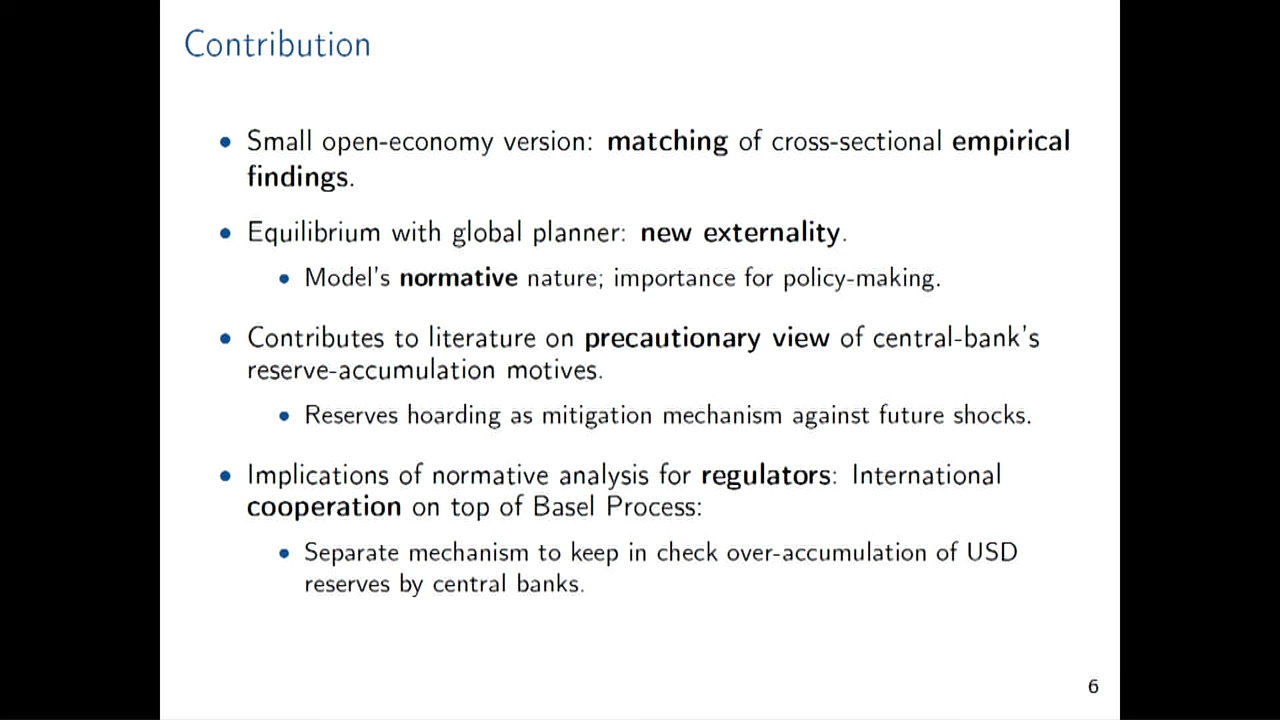 Contribution
• Small open-economy version: matching of cross-sectional empirical
findings.
• Equilibrium with global planner: new externality.
• Model's normative nature; importance for policy-making.
• Contributes to literature on precautionary view of central-bank's
reserve-accumulation motives.
• Reserves hoarding as mitigation mechanism against future shocks.
• Implications of normative analysis for regulators: International
cooperation on top of Basel Process:
• Separate mechanism to keep in check over-accumulation of USD
reserves by central banks.
6